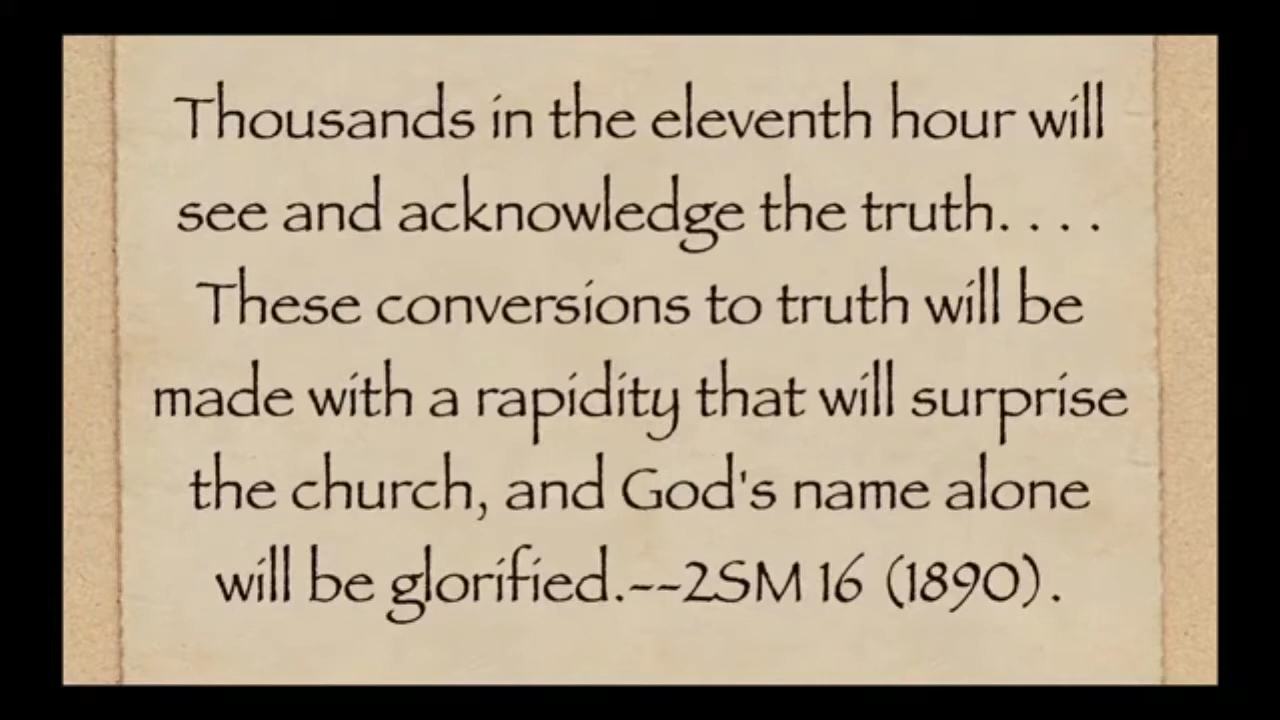 Thousands in the eleventh hour will
see and acknowledge the truth. . . .
These conversions to truth will be
made with a rapidity that will surprise
the church, and God's name alone
will be glorified.--2SM 16 (1890).